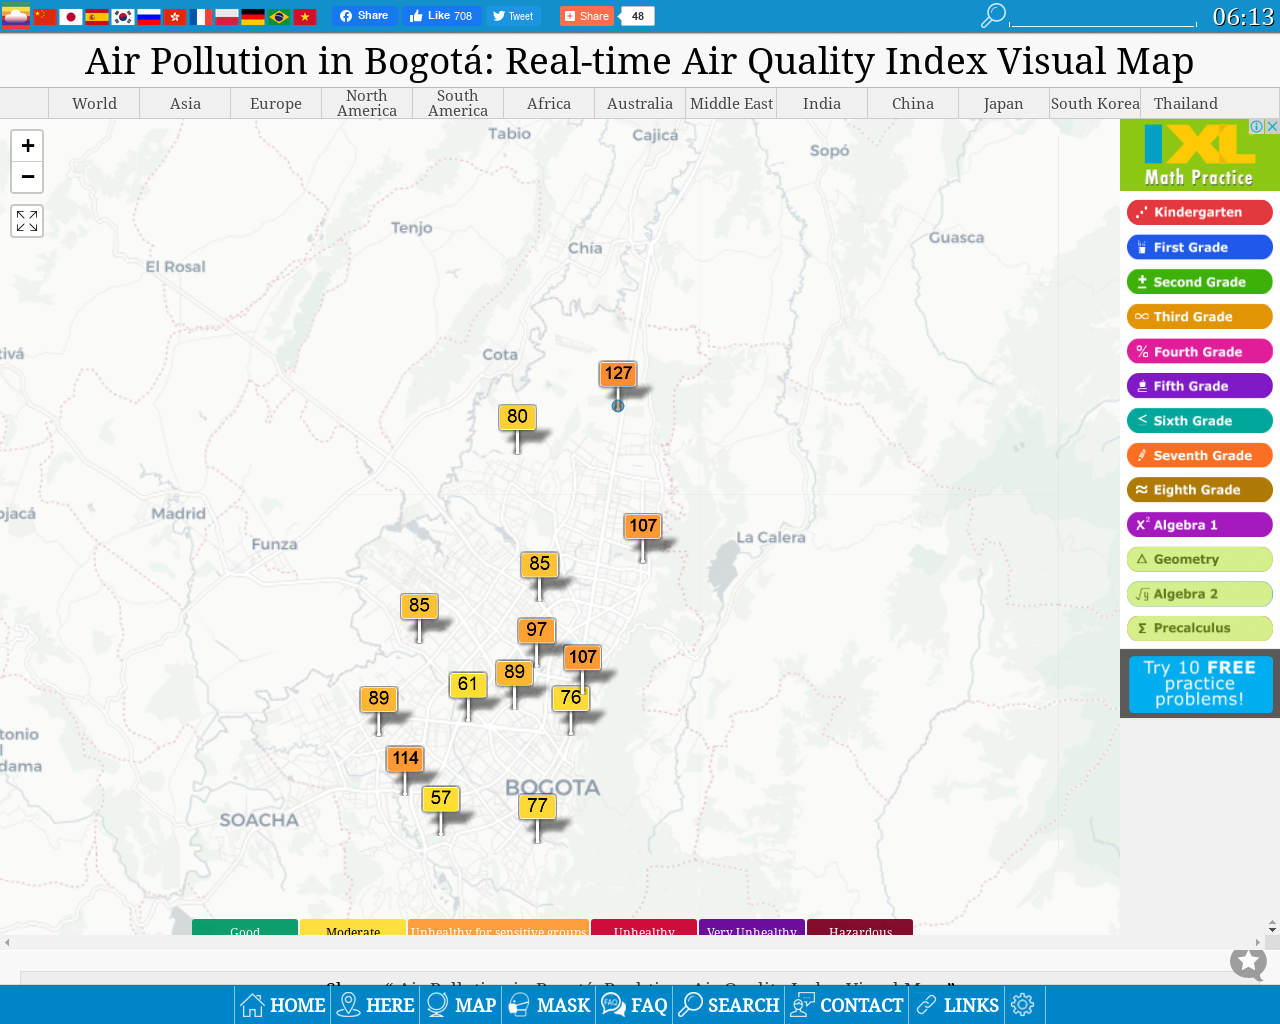 Share
Like 708
Tweet
Share
48
06:13
Air Pollution in Bogotá: Real-time Air Quality Index Visual Map
World
Asia
Europe
North America
South America
Africa
Australia
Middle East
India
China
Japan
South Korea
Thailand
+
−
Tabio
Cajicá
Sopó
Tenjo
Chía
Guasca
El Rosal
Cota
127
80
Madrid
107
Funza
La Calera
85
85
97
107
89
61
76
89
114
BOGOTA
57
77
SOACHA
IXL
Math Practice
Kindergarten
First Grade
Second Grade
Third Grade
Fourth Grade
Fifth Grade
Sixth Grade
Seventh Grade
Eighth Grade
Algebra 1
Geometry
Algebra 2
Precalculus
Try 10 FREE
practice
problems!
Good
Moderate
Unhealthy for sensitive groups
Unhealthy
Very Unhealthy
Hazardous
HOME
HERE
MAP
MASK
FAQ
SEARCH
CONTACT
LINKS